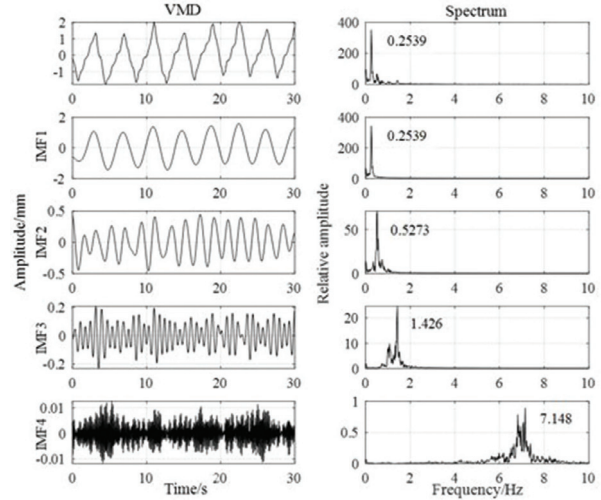 VMD Spectrum
2 1 0 -1
0 10 20 30
400 200 0
0.2539
0 2 4 6 8 10
IMF1
2 0 -2
0 10 20 30
400 200 0
0.2539
0 2 4 6 8 10
Amplitude/mm
Relative amplitude
IMF2
0.5 0 -0.5
0 10 20 30
50 0
0.5273
0 2 4 6 8 10
IMF3
0.2 0 -0.2
0 10 20 30
20 10 0
1.426
0 2 4 6 8 10
IMF4
0.01 0 -0.01
0 10 20 30
1 0.5 0
7.148
0 2 4 6 8 10
Time/s Frequency/Hz